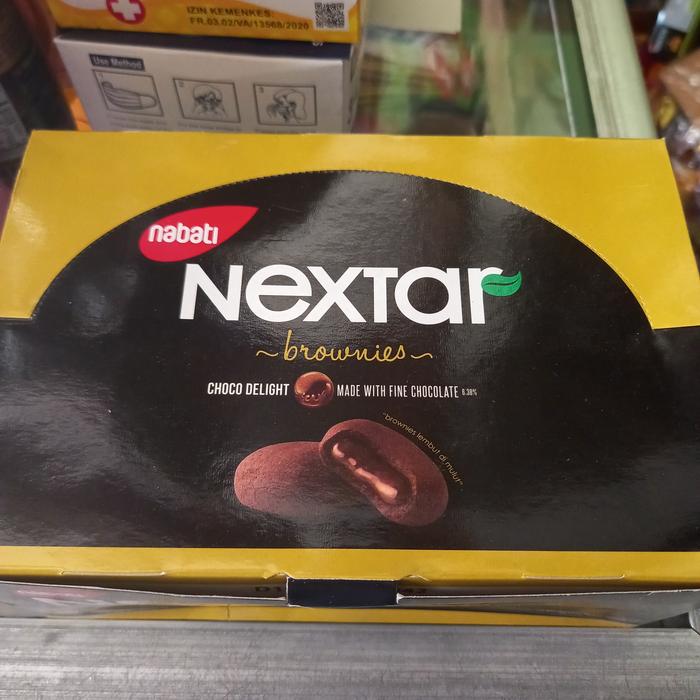 IZIN KEMENKES:
FR.03.02/VA/13568/2020
Use Method
nabati
NEXTAR
~brownies~
CHOCO DELIGHT MADE WITH FINE CHOCOLATE 6.38%
"brownies lembut di mulut"